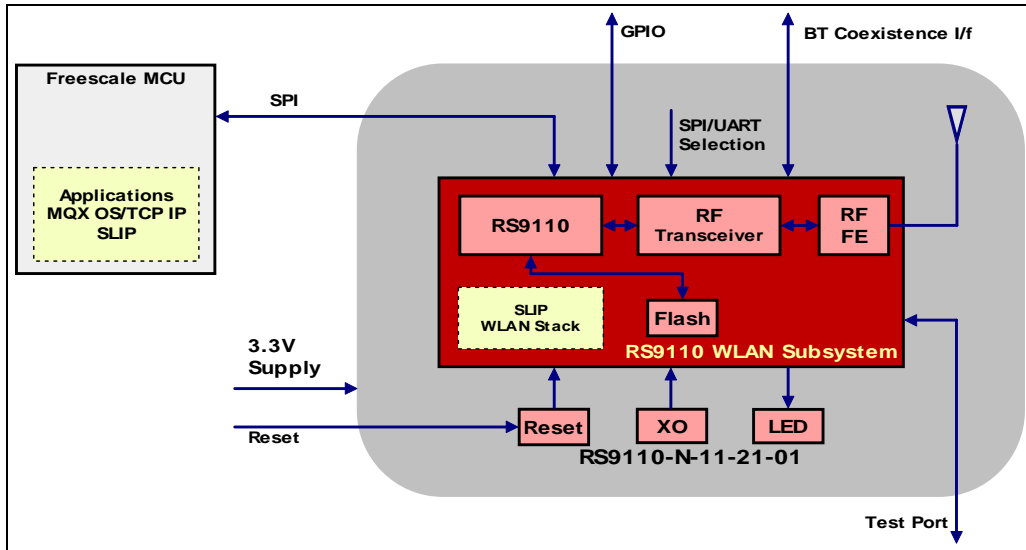 GPIO
BT Coexistence I/f
Freescale MCU
SPI
SPI/UART
Selection
Applications
MQX OS/TCP IP
SLIP
RS9110
RF
Transceiver
RF
FE
SLIP
WLAN Stack
Flash
RS9110 WLAN Subsystem
3.3V
Supply
Reset
Reset
XO
LED
RS9110-N-11-21-01
Test Port